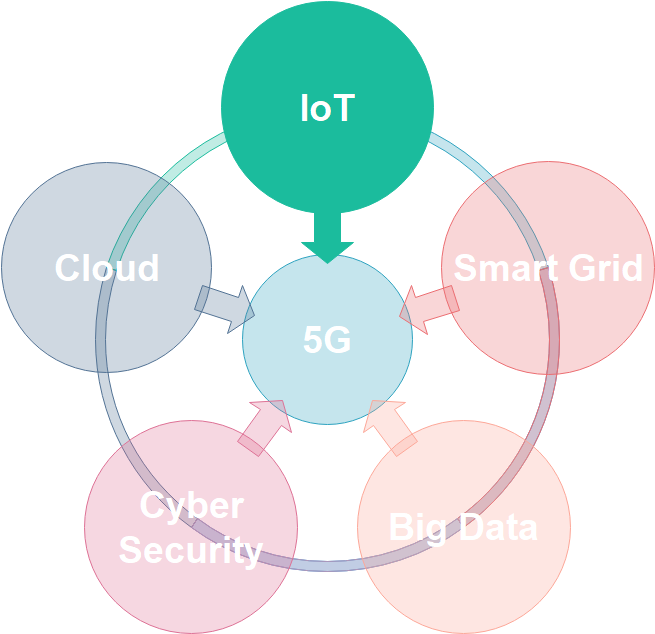 IoT
Cloud
Smart Grid
5G
Cyber
Security
Big Data